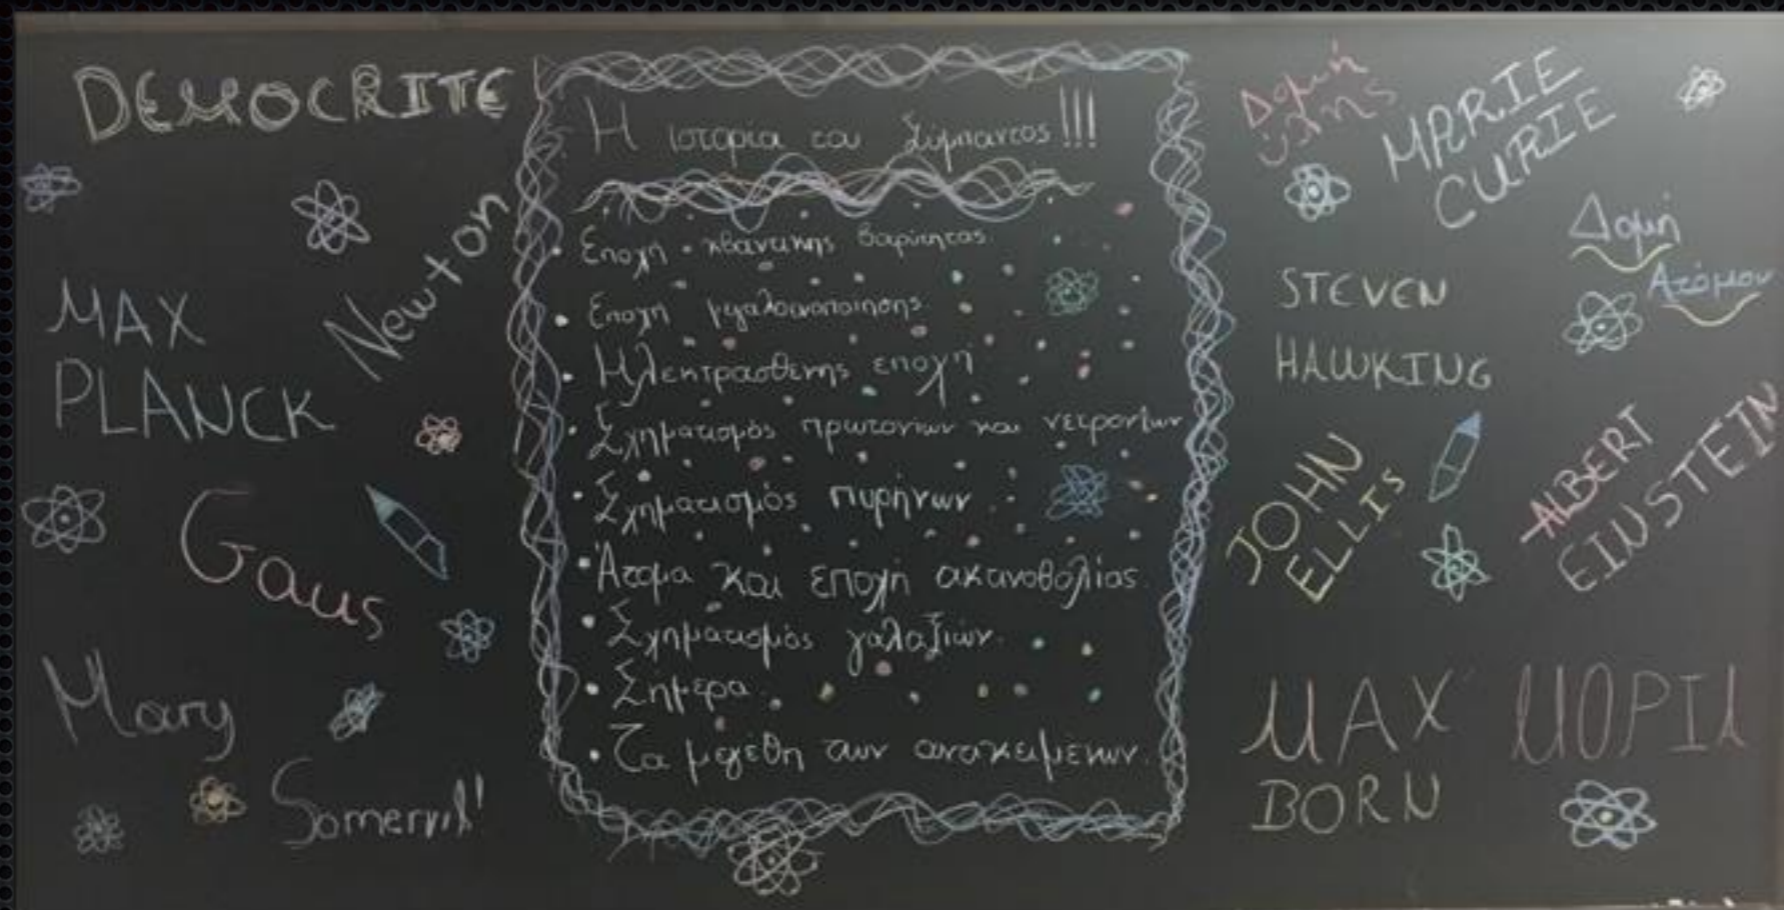 DEMOCRITE
Newton
MAX
PLANCK
Gaus
Mary
Somervil
Η ιστορία του Σύμπαντος!!!
• Εποχή κβαντικής βαρύτητας
• Εποχή μεγαλοενοποίησης
• Ηλεκτρασθενής εποχή
• Σχηματισμός πρωτονίων και νετρονίων
• Σχηματισμός πυρήνων
• Άτομα και εποχή ακτινοβολίας
• Σχηματισμός γαλαξιών
• Σήμερα
• Τα μεγέθη των αντικειμένων
Δομή
ύλης
MARIE
CURIE
Δομή
Ατόμου
STEVEN
HAWKING
JOHN
ELLIS
ALBERT
EINSTEIN
MAX
BORN